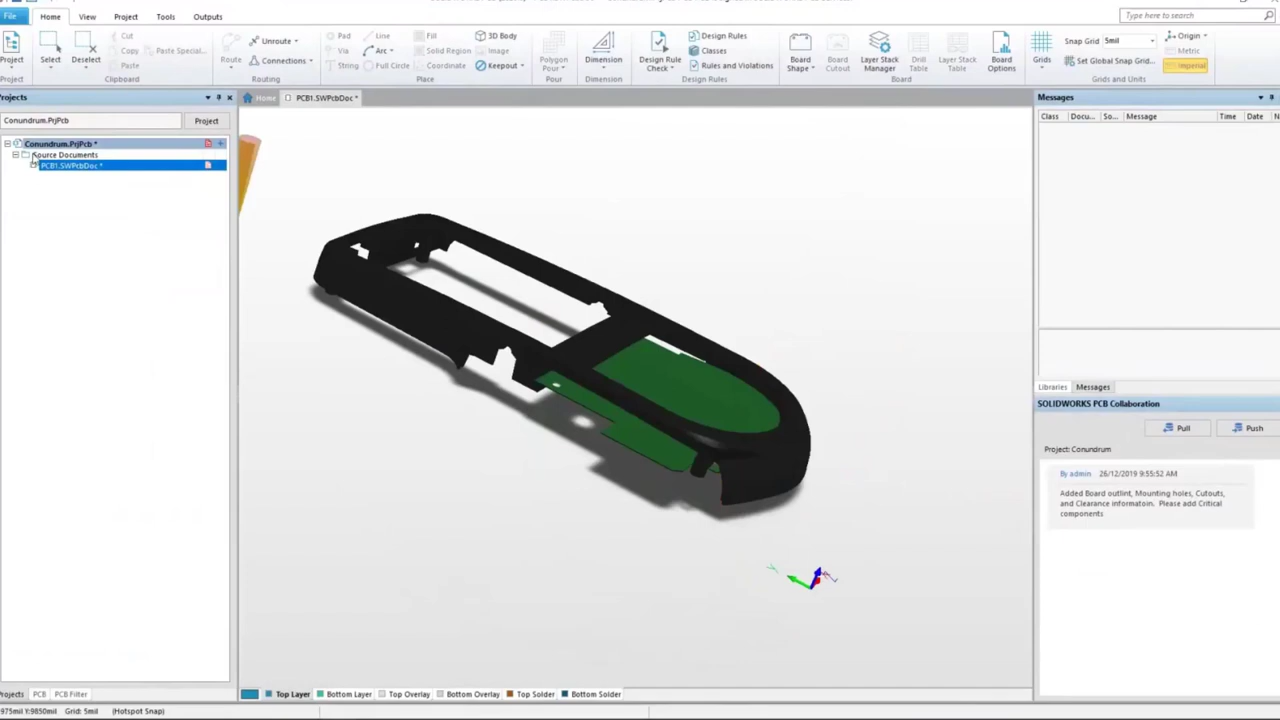 File Home View Project Tools Outputs Type here to search
Project Select Deselect Cut Copy Paste Paste Special... Clipboard
Route Unroute Connections Routing
Pad Via String Line Arc Full Circle Fill Solid Region Coordinate 3D Body Image Keepout Place
Polygon Pour Pour Dimension Dimension
Design Rule Check Design Rules Classes Rules and Violations Design Rules
Board Shape Board Cutout Layer Stack Manager Drill Table Layer Stack Table Board Options Board
Grids Snap Grid 5mil Set Global Snap Grid... Origin Metric Imperial Grids and Units
Project
Projects
Conundrum.PrjPcb Project
Conundrum.PrjPcb *
Source Documents
PCB1.SWPcbDoc *
Home PCB1.SWPcbDoc *
Messages
Class Docu... So... Message Time Date N
Libraries Messages
SOLIDWORKS PCB Collaboration
Pull Push
Project: Conundrum
By admin 26/12/2019 9:55:52 AM
Added Board outlint, Mounting holes, Cutouts,
and Clearance informatoin. Please add Critical
components
Projects PCB PCB Filter
Top Layer Bottom Layer Top Overlay Bottom Overlay Top Solder Bottom Solder
975mil Y:9850mil Grid: 5mil (Hotspot Snap)